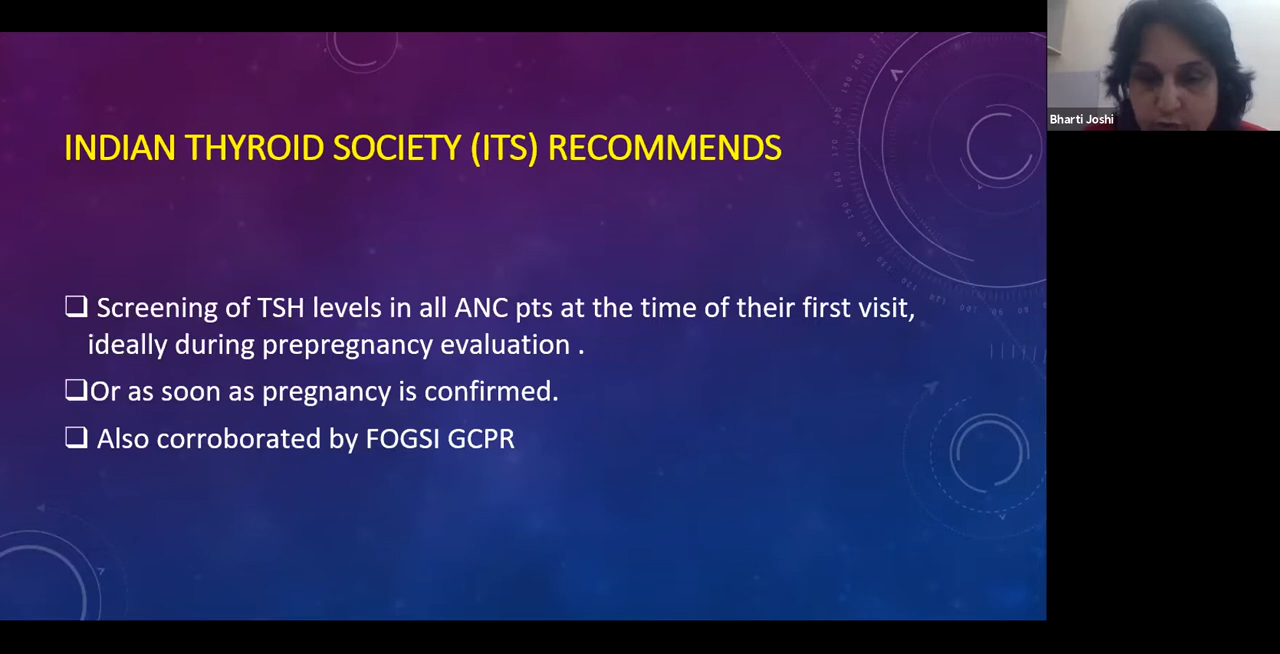 INDIAN THYROID SOCIETY (ITS) RECOMMENDS
❑ Screening of TSH levels in all ANC pts at the time of their first visit,
ideally during prepregnancy evaluation .
❑Or as soon as pregnancy is confirmed.
❑ Also corroborated by FOGSI GCPR
Bharti Joshi